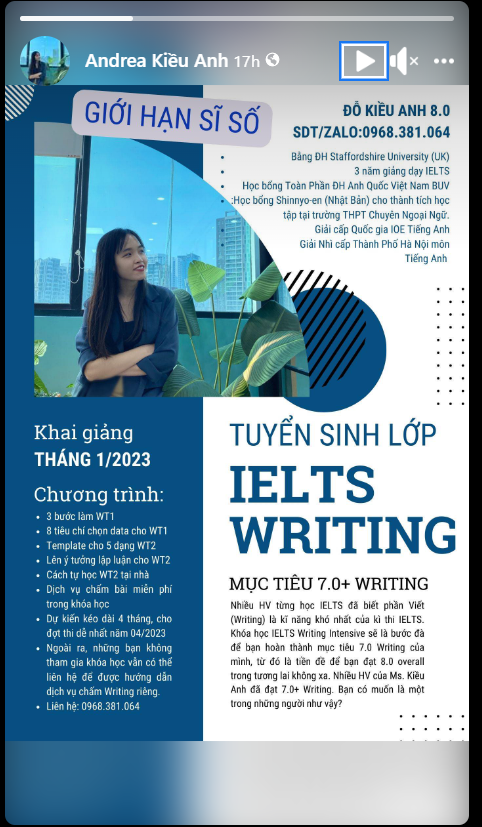 Andrea Kiều Anh 17h
GIỚI HẠN SĨ SỐ
ĐỖ KIỀU ANH 8.0
SDT/ZALO:0968.381.064
Bằng ĐH Staffordshire University (UK)
3 năm giảng dạy IELTS
Học bổng Toàn Phần ĐH Anh Quốc Việt Nam BUV
:Học bổng Shinnyo-en (Nhật Bản) cho thành tích học
tập tại trường THPT Chuyên Ngoại Ngữ.
Giải cấp Quốc gia IOE Tiếng Anh
Giải Nhì cấp Thành Phố Hà Nội môn
Tiếng Anh
Khai giảng
THÁNG 1/2023
Chương trình:
• 3 bước làm WT1
• 8 tiêu chí chọn data cho WT1
• Template cho 5 dạng WT2
• Lên ý tưởng lập luận cho WT2
• Cách tự học WT2 tại nhà
• Dịch vụ chấm bài miễn phí
trong khóa học
• Dự kiến kéo dài 4 tháng, cho
đợt thi dễ nhất năm 04/2023
• Ngoài ra, những bạn không
tham gia khóa học vẫn có thể
liên hệ để được hướng dẫn
dịch vụ chấm Writing riêng.
• Liên hệ: 0968.381.064
TUYỂN SINH LỚP
IELTS
WRITING
MỤC TIÊU 7.0+ WRITING
Nhiều HV từng học IELTS đã biết phần Viết
(Writing) là kĩ năng khó nhất của kì thi IELTS.
Khóa học IELTS Writing Intensive sẽ là bước đà
để bạn hoàn thành mục tiêu 7.0 Writing của
mình, từ đó là tiền đề để bạn đạt 8.0 overall
trong tương lai không xa. Nhiều HV của Ms. Kiều
Anh đã đạt 7.0+ Writing. Bạn có muốn là một
trong những người như vậy?